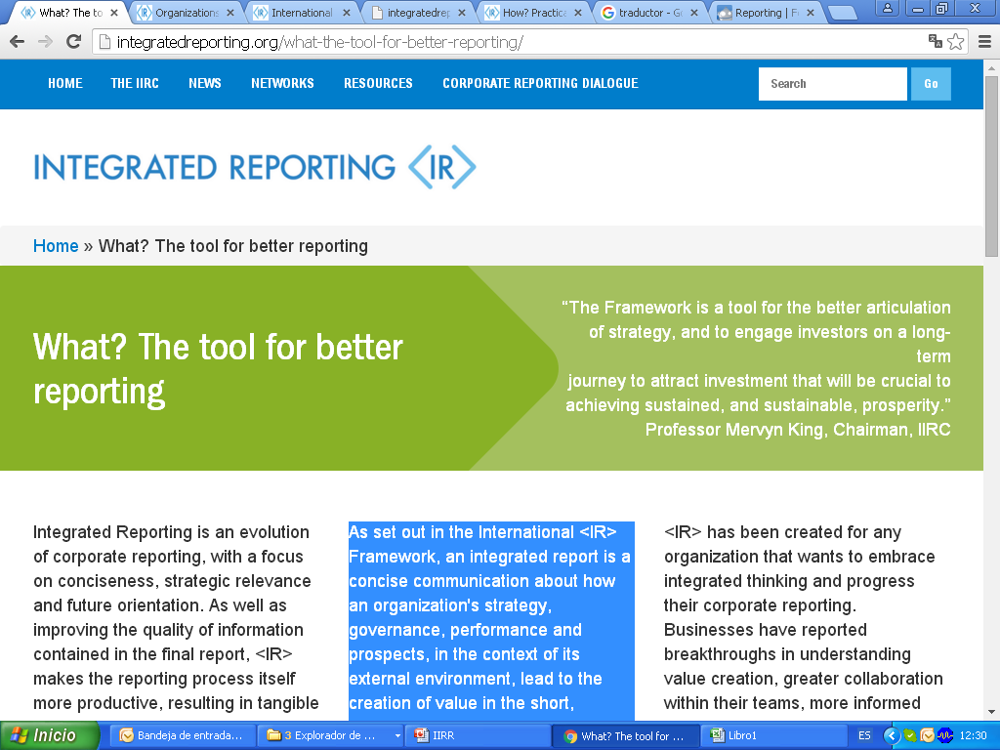 What? The to
Organizations
International
integratedrep
How? Practica
traductor - G
Reporting | F
integratedreporting.org/what-the-tool-for-better-reporting/
HOME THE IIRC NEWS NETWORKS RESOURCES CORPORATE REPORTING DIALOGUE Search Go
INTEGRATED REPORTING <IR>
Home » What? The tool for better reporting
What? The tool for better
reporting
"The Framework is a tool for the better articulation
of strategy, and to engage investors on a long-
term
journey to attract investment that will be crucial to
achieving sustained, and sustainable, prosperity."
Professor Mervyn King, Chairman, IIRC
Integrated Reporting is an evolution
of corporate reporting, with a focus
on conciseness, strategic relevance
and future orientation. As well as
improving the quality of information
contained in the final report, <IR>
makes the reporting process itself
more productive, resulting in tangible
As set out in the International <IR>
Framework, an integrated report is a
concise communication about how
an organization's strategy,
governance, performance and
prospects, in the context of its
external environment, lead to the
creation of value in the short,
<IR> has been created for any
organization that wants to embrace
integrated thinking and progress
their corporate reporting.
Businesses have reported
breakthroughs in understanding
value creation, greater collaboration
within their teams, more informed
Inicio Bandeja de entrada... 3 Explorador de ... IIRR What? The tool for ... Libro1 ES 12:30